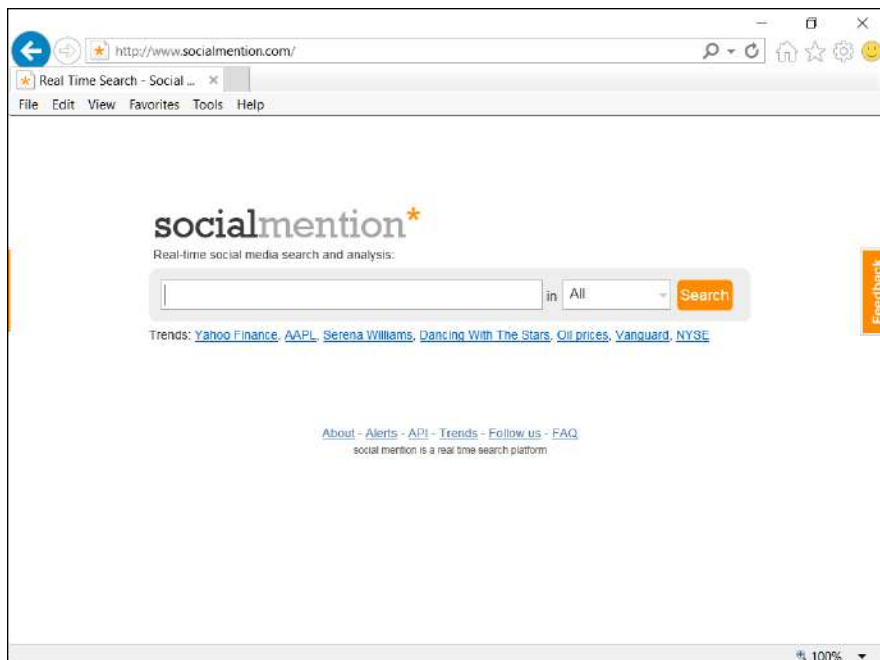 http://www.socialmention.com/
Real Time Search - Social ...
File Edit View Favorites Tools Help
socialmention*
Real-time social media search and analysis:
in All Search
Feedback
Trends: Yahoo Finance, AAPL, Serena Williams, Dancing With The Stars, Oil prices, Vanguard, NYSE
About - Alerts - API - Trends - Follow us - FAQ
social mention is a real time search platform
100%